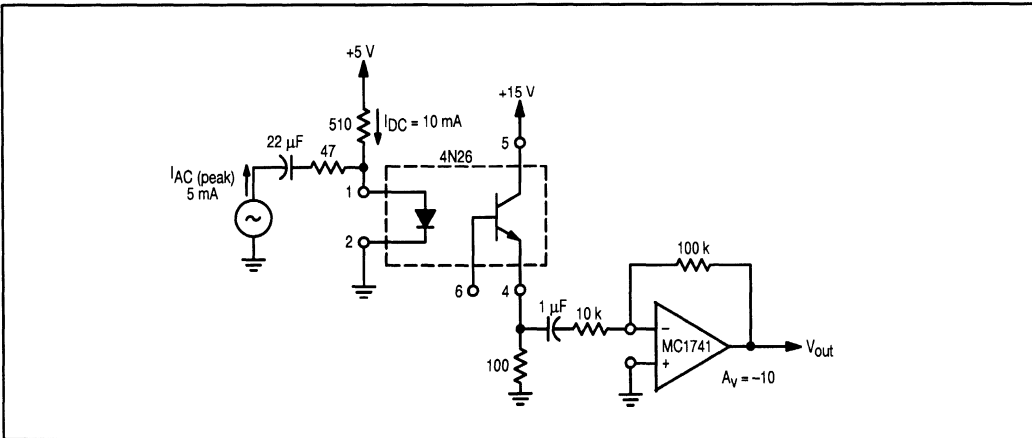 +5 V
+15 V
510
I_DC = 10 mA
22 μF
47
4N26
5
I_AC (peak)
5 mA
1
2
6
4
100 k
1 μF
10 k
−
MC1741
+
V_out
100
A_V = −10